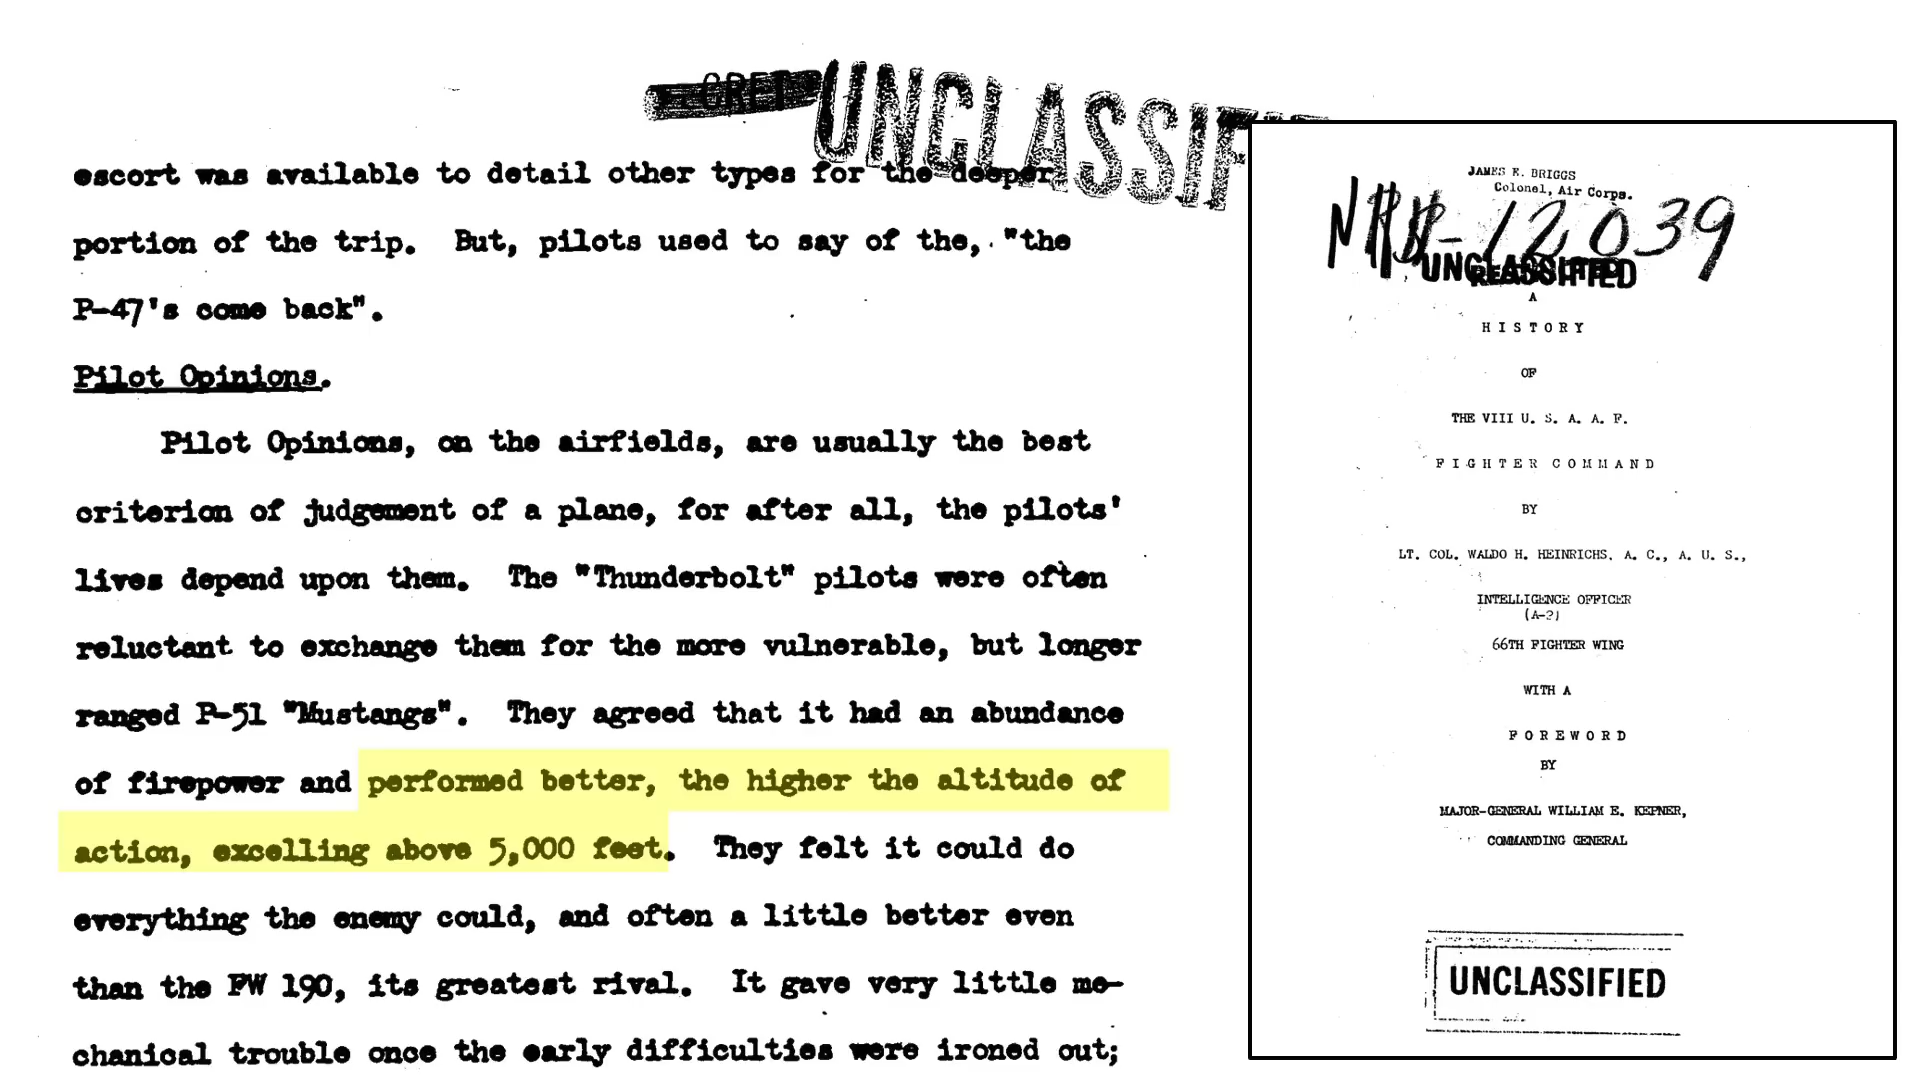 UNCLASSIF
escort was available to detail other types for the deeper
portion of the trip. But, pilots used to say of the, "the
P-47's come back".
Pilot Opinions.
Pilot Opinions, on the airfields, are usually the best
criterion of judgement of a plane, for after all, the pilots'
lives depend upon them. The "Thunderbolt" pilots were often
reluctant to exchange them for the more vulnerable, but longer
ranged P-51 "Mustangs". They agreed that it had an abundance
of firepower and performed better, the higher the altitude of
action, excelling above 5,000 feet. They felt it could do
everything the enemy could, and often a little better even
than the FW 190, its greatest rival. It gave very little me-
chanical trouble once the early difficulties were ironed out;
JAMES E. BRIGGS
Colonel, Air Corps.
12039
UNCLASSIFIED
A
HISTORY
OF
THE VIII U. S. A. A. F.
FIGHTER COMMAND
BY
LT. COL. WALDO H. HEINRICHS, A. C., A. U. S.,
INTELLIGENCE OFFICER
(A-2)
66TH FIGHTER WING
WITH A
FOREWORD
BY
MAJOR-GENERAL WILLIAM E. KEPNER,
COMMANDING GENERAL
UNCLASSIFIED